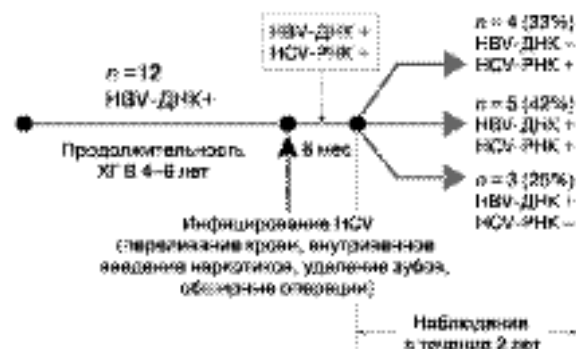 HBV-ДНК +
HCV-РНК +
n = 12
HBV-ДНК+
Продолжительность
ХГ В 4–6 лет
6 мес
Инфицирование HCV
(переливание крови, внутривенное
введение наркотиков, удаление зубов,
обширные операции)
n = 4 (33%)
HBV-ДНК –
HCV-РНК +
n = 5 (42%)
HBV-ДНК +
HCV-РНК +
n = 3 (25%)
HBV-ДНК +
HCV-РНК –
Наблюдение
в течение 2 лет